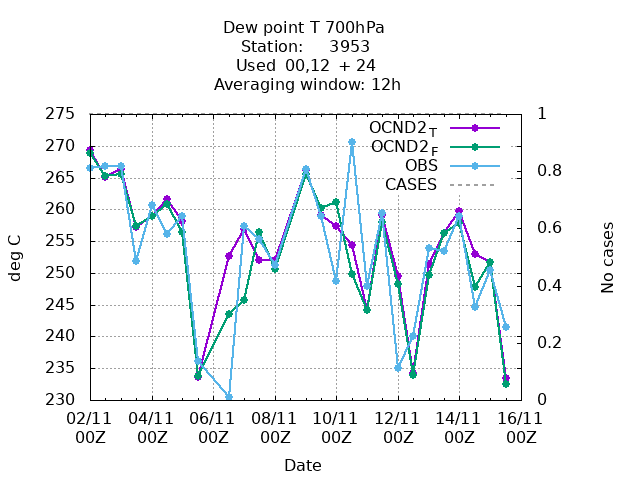 Dew point T 700hPa
Station: 3953
Used 00,12 + 24
Averaging window: 12h
275
270
265
260
255
250
245
240
235
230
1
0.8
0.6
0.4
0.2
0
OCND2_T
OCND2_F
OBS
CASES
deg C
No cases
02/11 04/11 06/11 08/11 10/11 12/11 14/11 16/11
00Z 00Z 00Z 00Z 00Z 00Z 00Z 00Z
Date